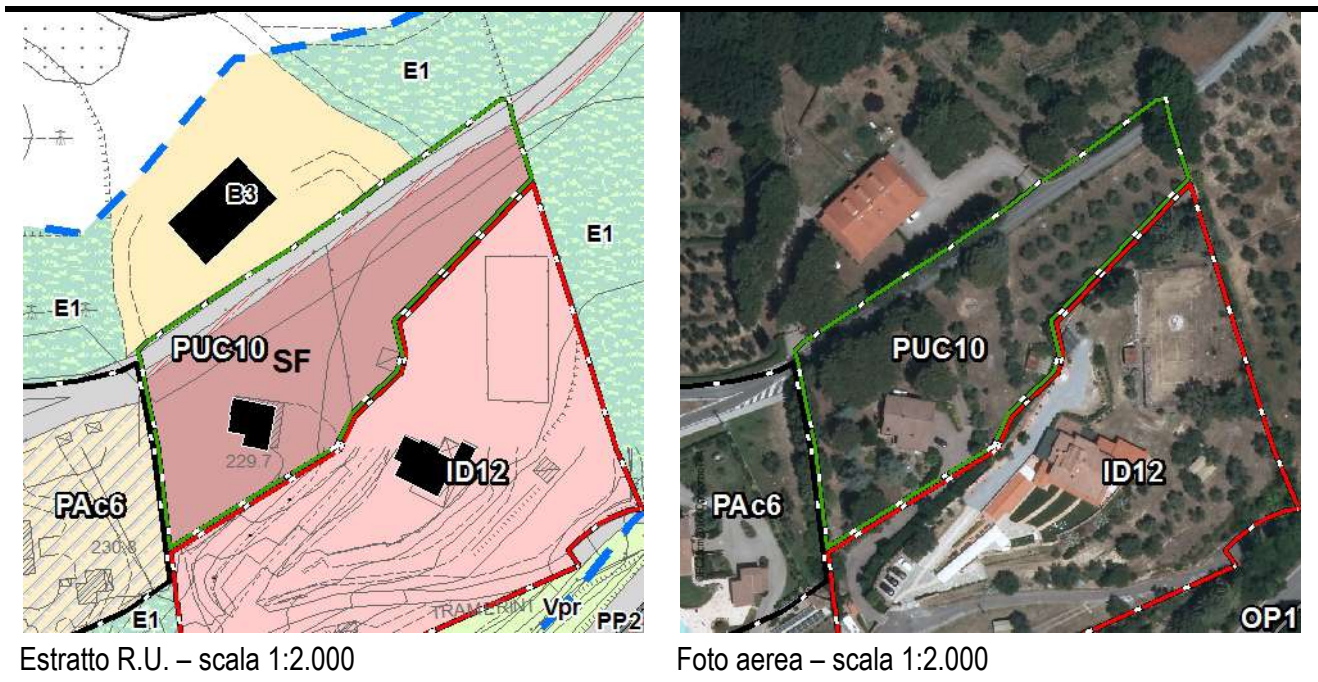 E1
B3
E1
E1
PUC10
SF
229.7
ID12
PAc6
230.8
E1
TRAMERINI
Vpr
PP2
PUC10
ID12
PAc6
OP1
Estratto R.U. – scala 1:2.000
Foto aerea – scala 1:2.000